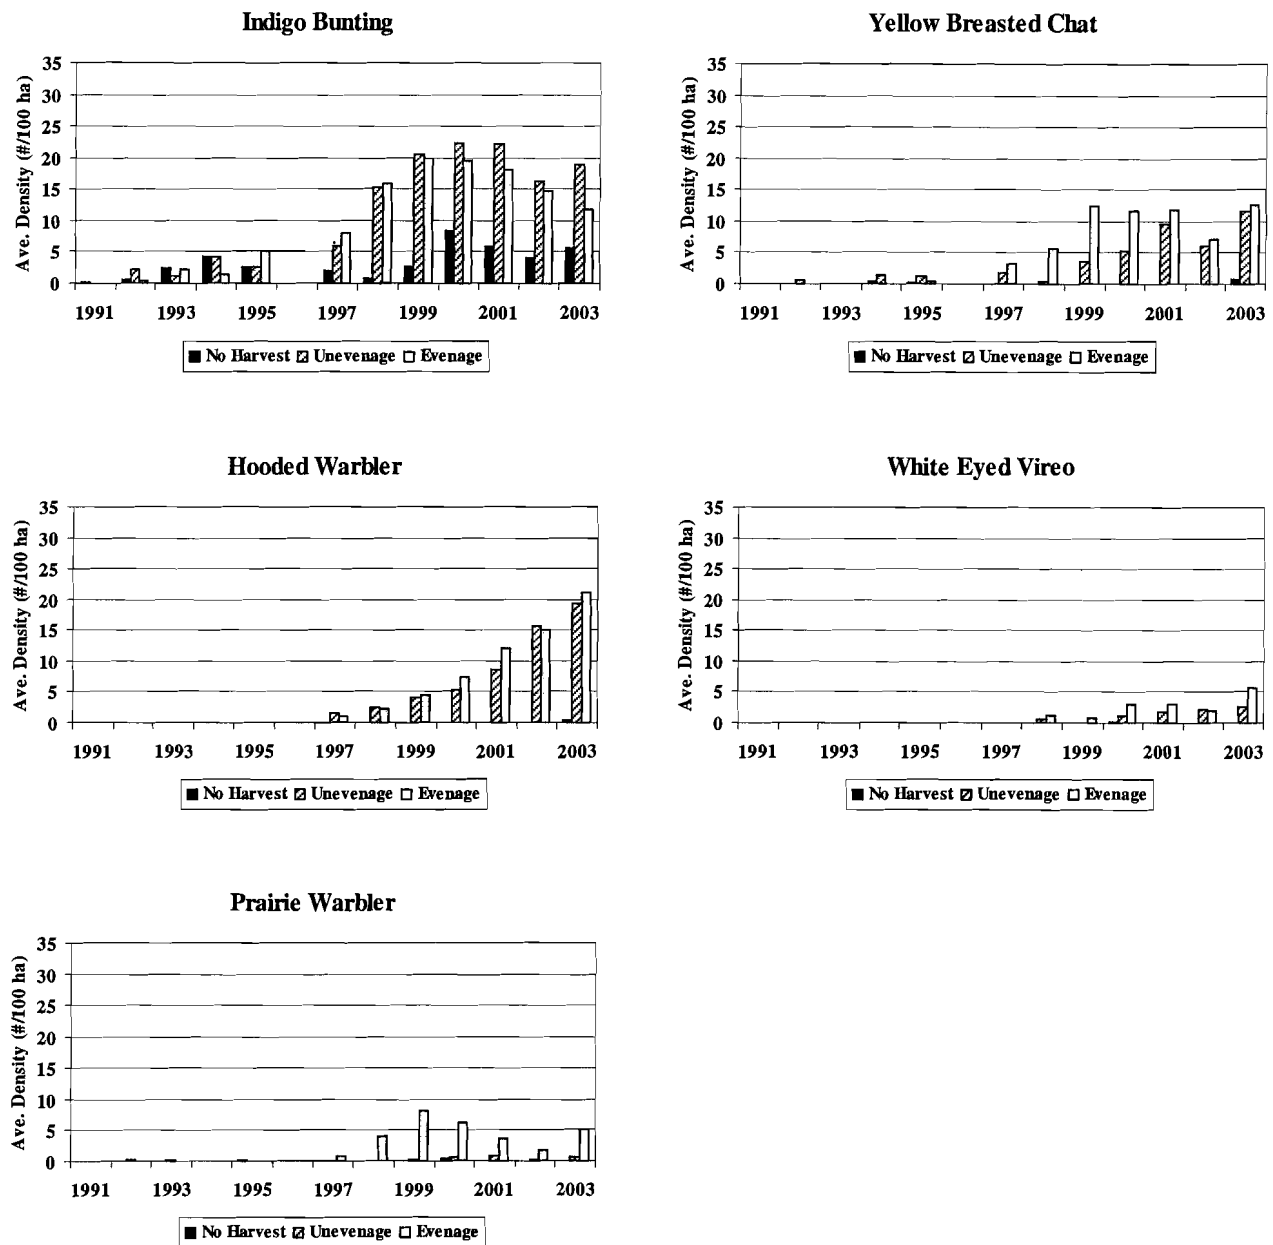 Indigo Bunting
Ave. Density (#/100 ha)
35
30
25
20
15
10
5
0
1991 1993 1995 1997 1999 2001 2003
■ No Harvest ▨ Unevenage □ Evenage
Yellow Breasted Chat
Ave. Density (#/100 ha)
35
30
25
20
15
10
5
0
1991 1993 1995 1997 1999 2001 2003
■ No Harvest ▨ Unevenage □ Evenage
Hooded Warbler
Ave. Density (#/100 ha)
35
30
25
20
15
10
5
0
1991 1993 1995 1997 1999 2001 2003
■ No Harvest ▨ Unevenage □ Evenage
White Eyed Vireo
Ave. Density (#/100 ha)
35
30
25
20
15
10
5
0
1991 1993 1995 1997 1999 2001 2003
■ No Harvest ▨ Unevenage □ Evenage
Prairie Warbler
Ave. Density (#/100 ha)
35
30
25
20
15
10
5
0
1991 1993 1995 1997 1999 2001 2003
■ No Harvest ▨ Unevenage □ Evenage